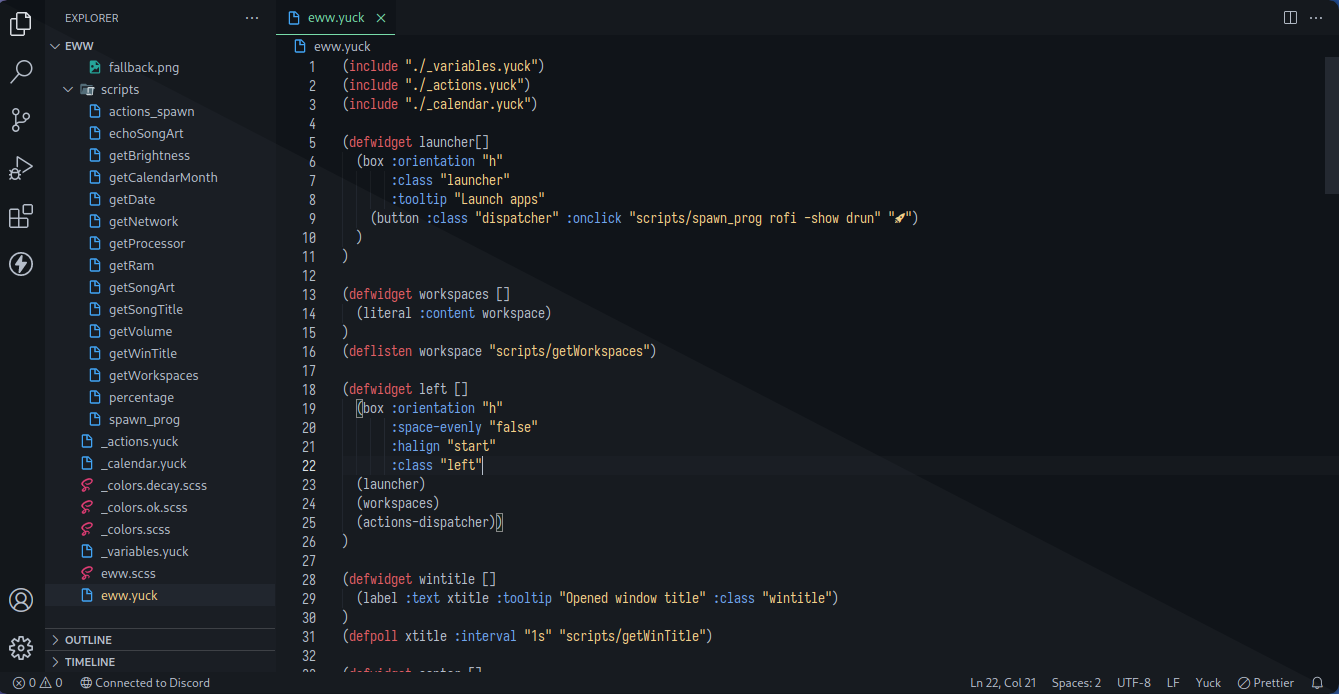 EXPLORER
EWW
fallback.png
scripts
actions_spawn
echoSongArt
getBrightness
getCalendarMonth
getDate
getNetwork
getProcessor
getRam
getSongArt
getSongTitle
getVolume
getWinTitle
getWorkspaces
percentage
spawn_prog
_actions.yuck
_calendar.yuck
_colors.decay.scss
_colors.ok.scss
_colors.scss
_variables.yuck
eww.scss
eww.yuck
OUTLINE
TIMELINE
eww.yuck
eww.yuck
1 (include "./_variables.yuck")
2 (include "./_actions.yuck")
3 (include "./_calendar.yuck")
4
5 (defwidget launcher[]
6 (box :orientation "h"
7 :class "launcher"
8 :tooltip "Launch apps"
9 (button :class "dispatcher" :onclick "scripts/spawn_prog rofi -show drun" "🚀")
10 )
11 )
12
13 (defwidget workspaces []
14 (literal :content workspace)
15 )
16 (deflisten workspace "scripts/getWorkspaces")
17
18 (defwidget left []
19 (box :orientation "h"
20 :space-evenly "false"
21 :halign "start"
22 :class "left"
23 (launcher)
24 (workspaces)
25 (actions-dispatcher))
26 )
27
28 (defwidget wintitle []
29 (label :text xtitle :tooltip "Opened window title" :class "wintitle")
30 )
31 (defpoll xtitle :interval "1s" "scripts/getWinTitle")
32
0 0 Connected to Discord
Ln 22, Col 21 Spaces: 2 UTF-8 LF Yuck Prettier